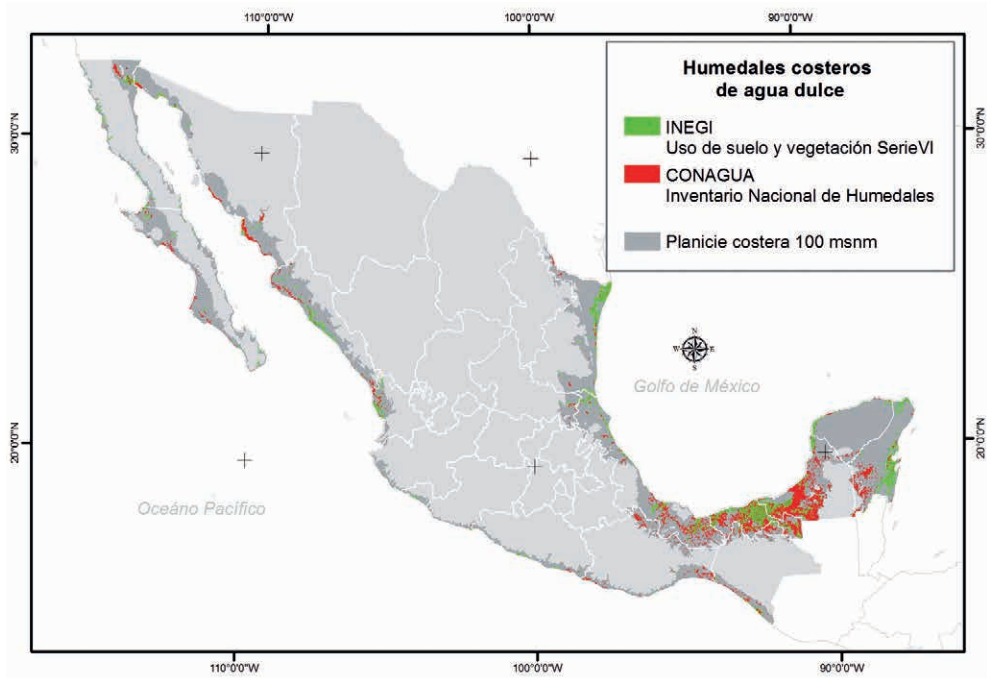 110°0'0"W
100°0'0"W
90°0'0"W
Humedales costeros
de agua dulce
INEGI
Uso de suelo y vegetación SerieVI
CONAGUA
Inventario Nacional de Humedales
Planicie costera 100 msnm
30°0'0"N
30°0'0"N
N
W
E
S
Golfo de México
20°0'0"N
20°0'0"N
Océano Pacífico
110°0'0"W
100°0'0"W
90°0'0"W